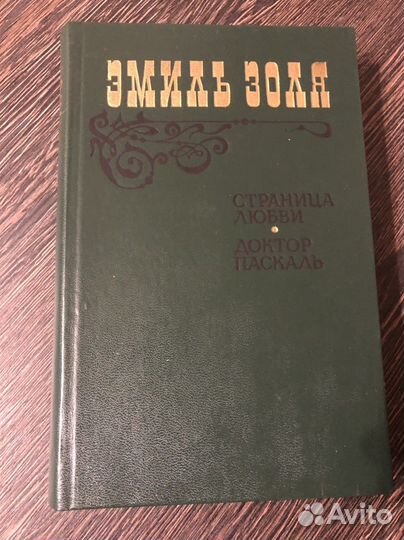 ЭМИЛЬ ЗОЛЯ
СТРАНИЦА
ЛЮБВИ
ДОКТОР
ПАСКАЛЬ
Avito